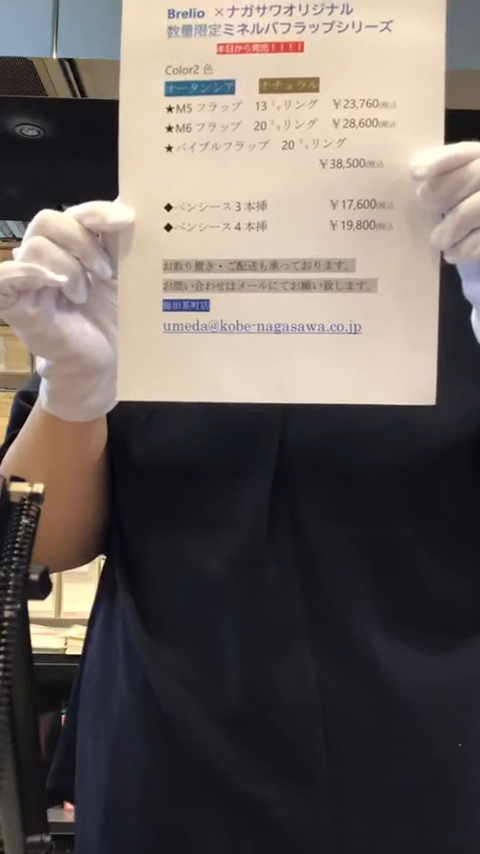 Brelio ×ナガサワオリジナル
数量限定ミネルバフラップシリーズ
本日から発売！！！！
Color2 色
オータンシア ナチュラル
★M5 フラップ 13 ㍉リング ￥23,760税込
★M6 フラップ 20 ㍉リング ￥28,600税込
★バイブルフラップ 20 ㍉リング
￥38,500税込
◆ペンシース 3 本挿 ￥17,600税込
◆ペンシース 4 本挿 ￥19,800税込
お取り置き・ご配送も承っております。
お問い合わせはメールにてお願い致します。
梅田茶町店
umeda@kobe-nagasawa.co.jp